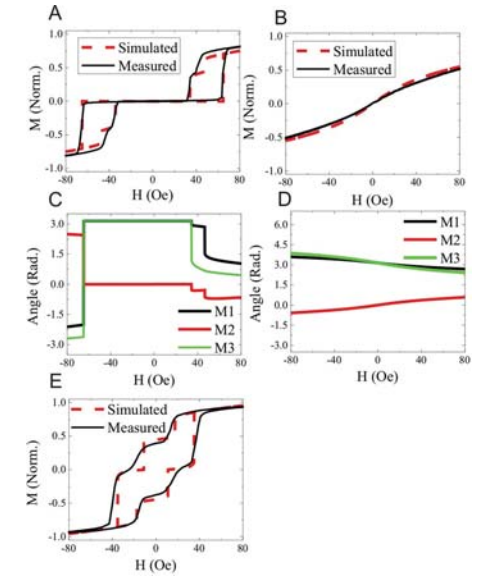 A
B
1.0
0.5
0.0
-0.5
-1.0
M (Norm.)
Simulated
Measured
-80 -40 0 40 80
H (Oe)
1.0
0.5
0.0
-0.5
-1.0
M (Norm.)
Simulated
Measured
-80 -40 0 40 80
H (Oe)
C
D
3.0
1.5
0.0
-1.5
-3.0
Angle (Rad.)
M1
M2
M3
-80 -40 0 40 80
H (Oe)
6.0
4.5
3.0
1.5
0.0
-1.5
-3.0
Angle (Rad.)
M1
M2
M3
-80 -40 0 40 80
H (Oe)
E
1.0
0.5
0.0
-0.5
-1.0
M (Norm.)
Simulated
Measured
-80 -40 0 40 80
H (Oe)